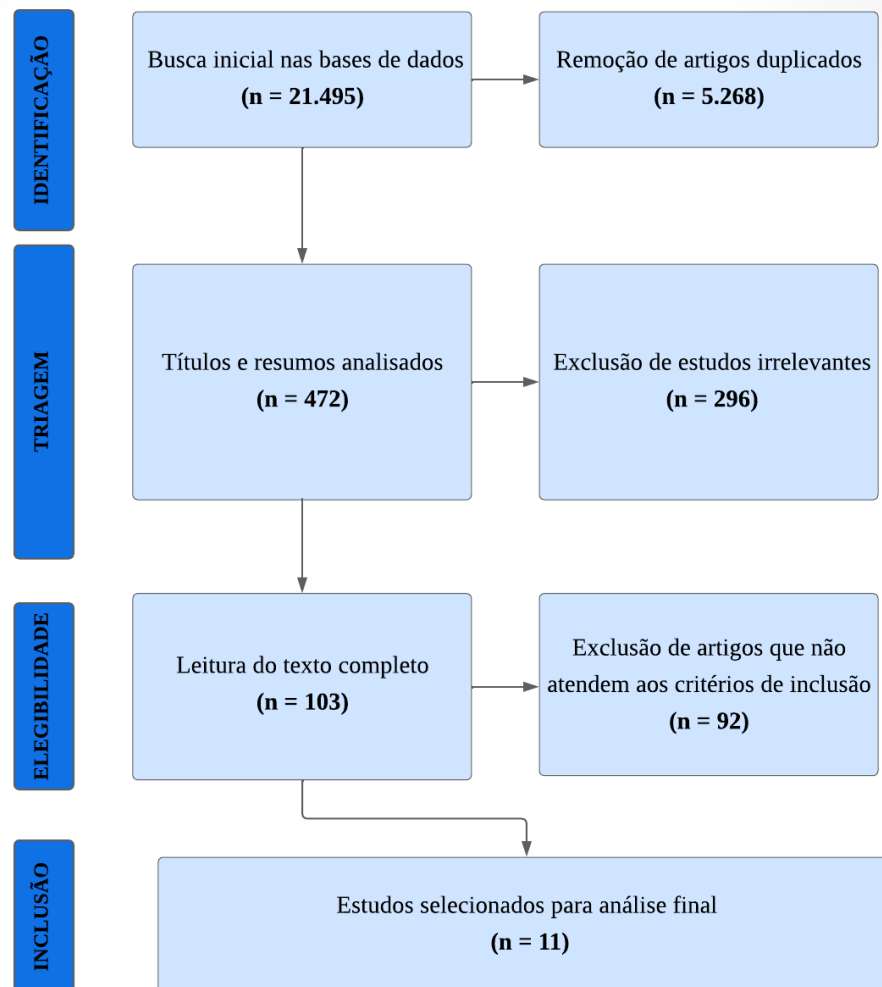 IDENTIFICAÇÃO
Busca inicial nas bases de dados
(n = 21.495)
Remoção de artigos duplicados
(n = 5.268)
TRIAGEM
Títulos e resumos analisados
(n = 472)
Exclusão de estudos irrelevantes
(n = 296)
ELEGIBILIDADE
Leitura do texto completo
(n = 103)
Exclusão de artigos que não
atendem aos critérios de inclusão
(n = 92)
INCLUSÃO
Estudos selecionados para análise final
(n = 11)